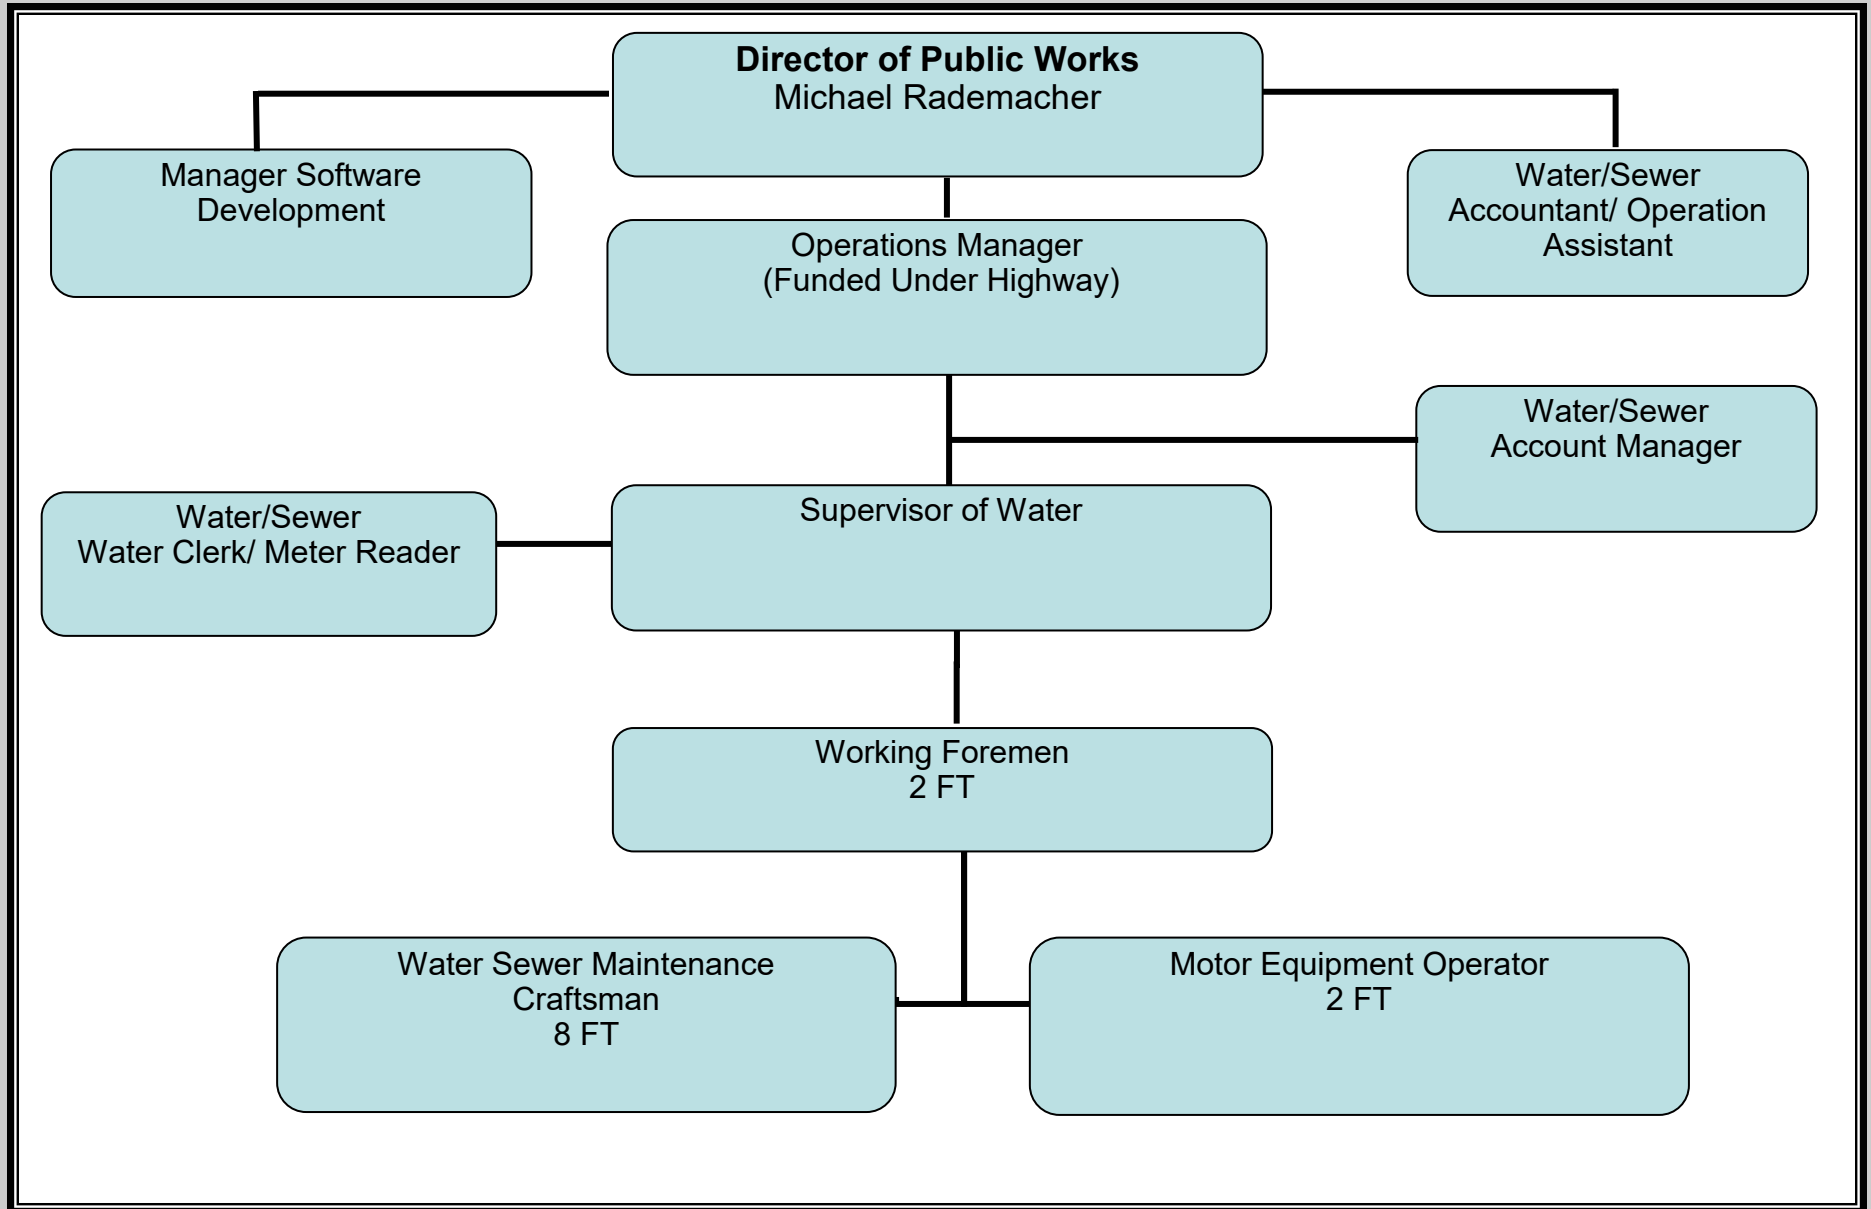 Director of Public Works
Michael Rademacher
Manager Software
Development
Water/Sewer
Accountant/ Operation
Assistant
Operations Manager
(Funded Under Highway)
Water/Sewer
Account Manager
Water/Sewer
Water Clerk/ Meter Reader
Supervisor of Water
Working Foremen
2 FT
Water Sewer Maintenance
Craftsman
8 FT
Motor Equipment Operator
2 FT